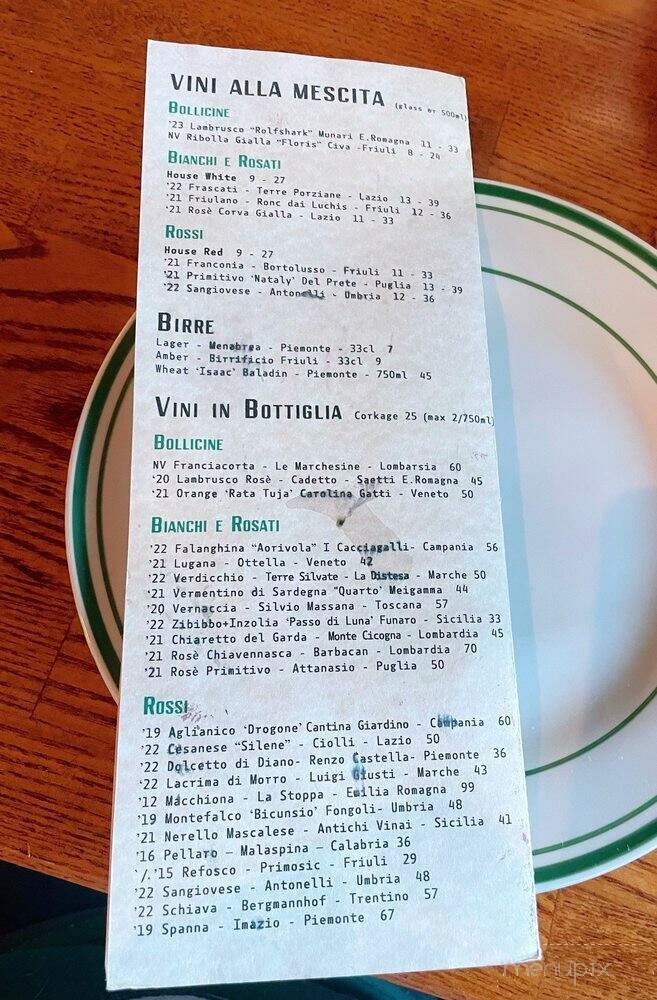 VINI ALLA MESCITA (glass or 500ml)
BOLLICINE
'23 Lambrusco "Rolfshark" Munari E.Romagna 11 - 33
NV Ribolla Gialla "Floris" Civa -Friuli 8 - 24
BIANCHI E ROSATI
House White 9 - 27
'22 Frascati - Terre Porziane - Lazio 13 - 39
'21 Friulano - Ronc dai Luchis - Friuli 12 - 36
'21 Rosè Corva Gialla - Lazio 11 - 33
ROSSI
House Red 9 - 27
'21 Franconia - Bortolusso - Friuli 11 - 33
'21 Primitivo 'Nataly' Del Prete - Puglia 13 - 39
'22 Sangiovese - Antonelli - Umbria 12 - 36
BIRRE
Lager - Menabrea - Piemonte - 33cl 7
Amber - Birrificio Friuli - 33cl 9
Wheat 'Isaac' Baladin - Piemonte - 750ml 45
VINI IN BOTTIGLIA Corkage 25 (max 2/750ml)
BOLLICINE
NV Franciacorta - Le Marchesine - Lombarsia 60
'20 Lambrusco Rosè - Cadetto - Saetti E.Romagna 45
'21 Orange 'Rata Tuja' Carolina Gatti - Veneto 50
BIANCHI E ROSATI
'22 Falanghina "Aorivola" I Cacciagalli- Campania 56
'21 Lugana - Ottella - Veneto 42
'22 Verdicchio - Terre Silvate - La Distesa - Marche 50
'21 Vermentino di Sardegna "Quarto' Meigamma 44
'20 Vernaccia - Silvio Massana - Toscana 57
'22 Zibibbo+Inzolia 'Passo di Luna' Funaro - Sicilia 33
'21 Chiaretto del Garda - Monte Cicogna - Lombardia 45
'21 Rosè Chiavennasca - Barbacan - Lombardia 70
'21 Rosè Primitivo - Attanasio - Puglia 50
ROSSI
'19 Aglianico 'Drogone' Cantina Giardino - Campania 60
'22 Cesanese "Silene" - Ciolli - Lazio 50
'22 Dolcetto di Diano- Renzo Castella- Piemonte 36
'22 Lacrima di Morro - Luigi Giusti - Marche 43
'12 Macchiona - La Stoppa - Emilia Romagna 99
'19 Montefalco 'Bicunsio' Fongoli- Umbria 48
'21 Nerello Mascalese - Antichi Vinai - Sicilia 41
'16 Pellaro – Malaspina – Calabria 36
'/.'15 Refosco - Primosic - Friuli 29
'22 Sangiovese - Antonelli - Umbria 48
'22 Schiava - Bergmannhof - Trentino 57
'19 Spanna - Imazio - Piemonte 67
menupix